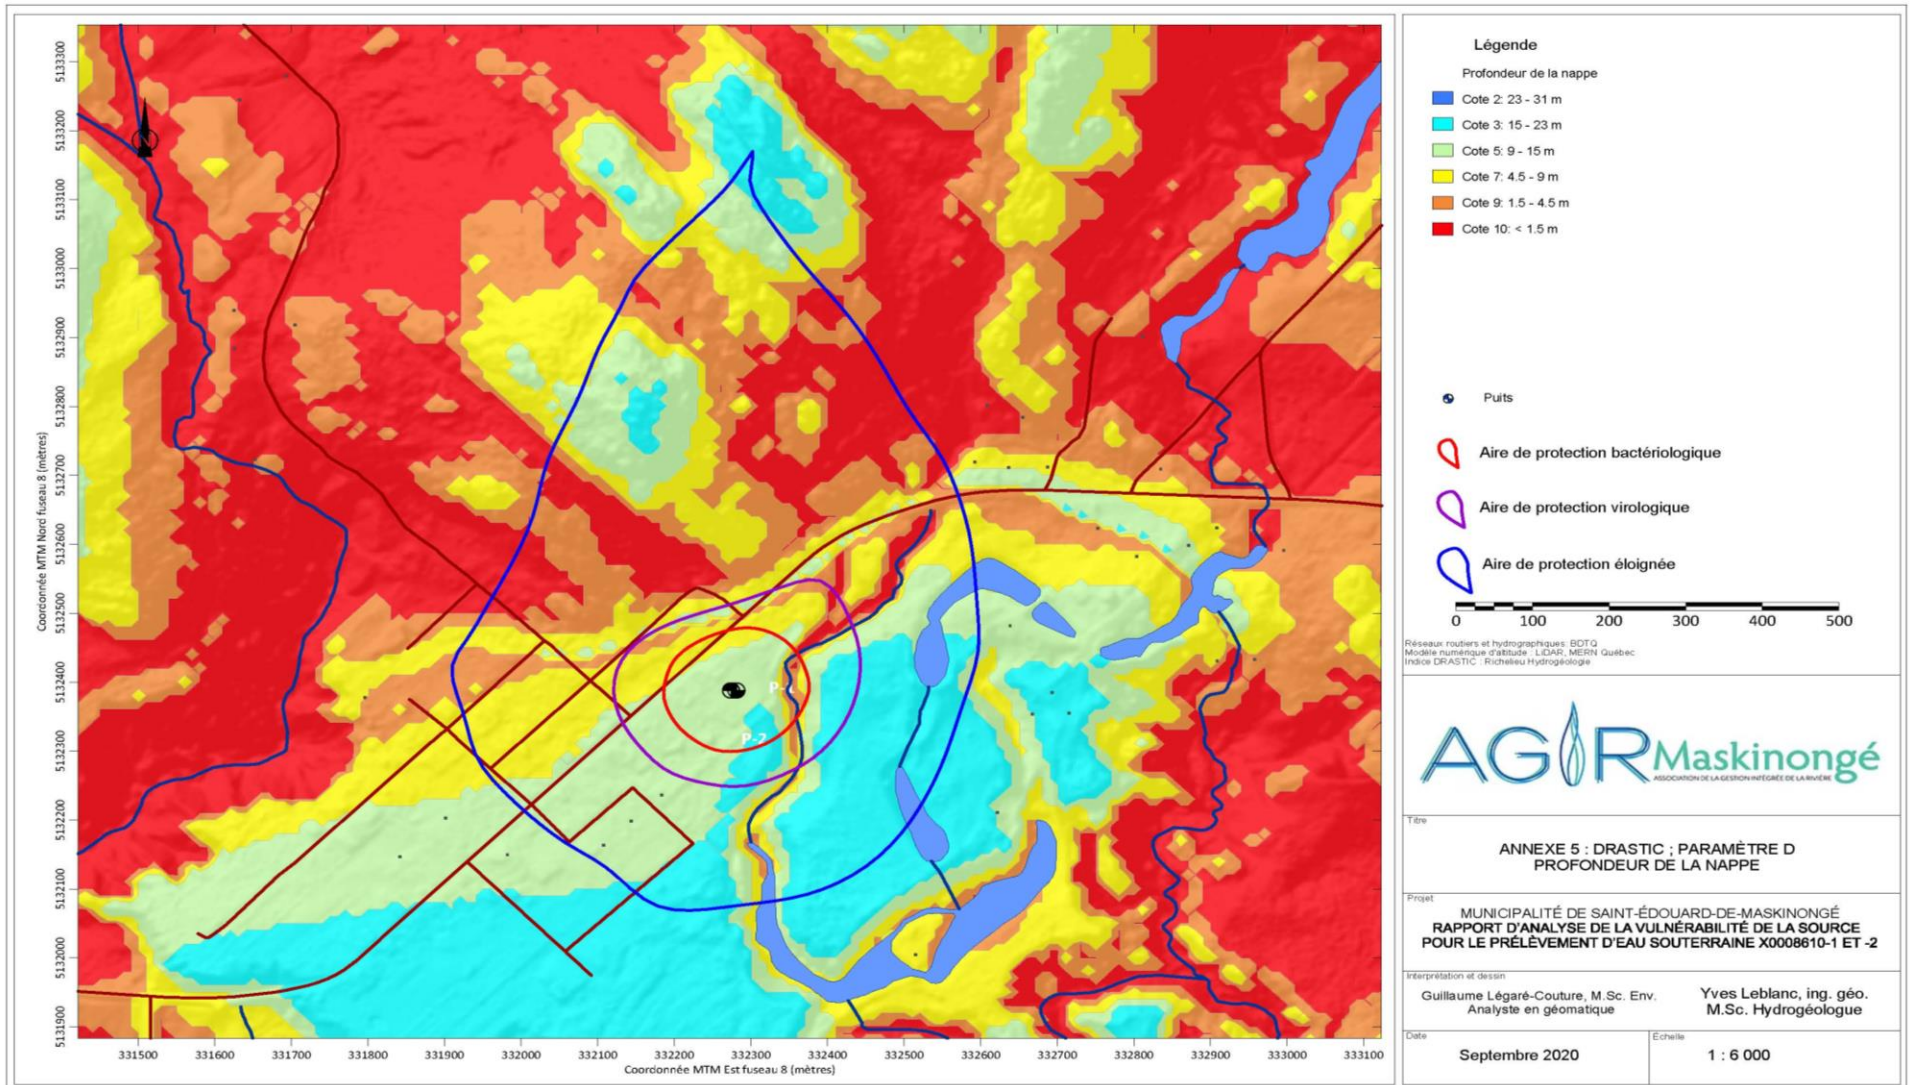 5133300
5133200
5133100
5133000
5132900
5132800
5132700
5132600
5132500
5132400
5132300
5132200
5132100
5132000
5131900
Coordonnée MTM Nord fuseau 8 (mètres)
P-1
P-2
331500 331600 331700 331800 331900 332000 332100 332200 332300 332400 332500 332600 332700 332800 332900 333000 333100
Coordonnée MTM Est fuseau 8 (mètres)
Légende
Profondeur de la nappe
Cote 2: 23 - 31 m
Cote 3: 15 - 23 m
Cote 5: 9 - 15 m
Cote 7: 4.5 - 9 m
Cote 9: 1.5 - 4.5 m
Cote 10: < 1.5 m
Puits
Aire de protection bactériologique
Aire de protection virologique
Aire de protection éloignée
0 100 200 300 400 500
Réseaux routiers et hydrographiques: BDTQ
Modèle numérique d'altitude : LiDAR, MERN Québec
Indice DRASTIC : Richelieu Hydrogéologie
AGIR Maskinongé
ASSOCIATION DE LA GESTION INTÉGRÉE DE LA RIVIÈRE
Titre
ANNEXE 5 : DRASTIC ; PARAMÈTRE D
PROFONDEUR DE LA NAPPE
Projet
MUNICIPALITÉ DE SAINT-ÉDOUARD-DE-MASKINONGÉ
RAPPORT D'ANALYSE DE LA VULNÉRABILITÉ DE LA SOURCE
POUR LE PRÉLÈVEMENT D'EAU SOUTERRAINE X0008610-1 ET -2
Interprétation et dessin
Guillaume Légaré-Couture, M.Sc. Env.
Analyste en géomatique
Yves Leblanc, ing. géo.
M.Sc. Hydrogéologue
Date
Septembre 2020
Echelle
1 : 6 000